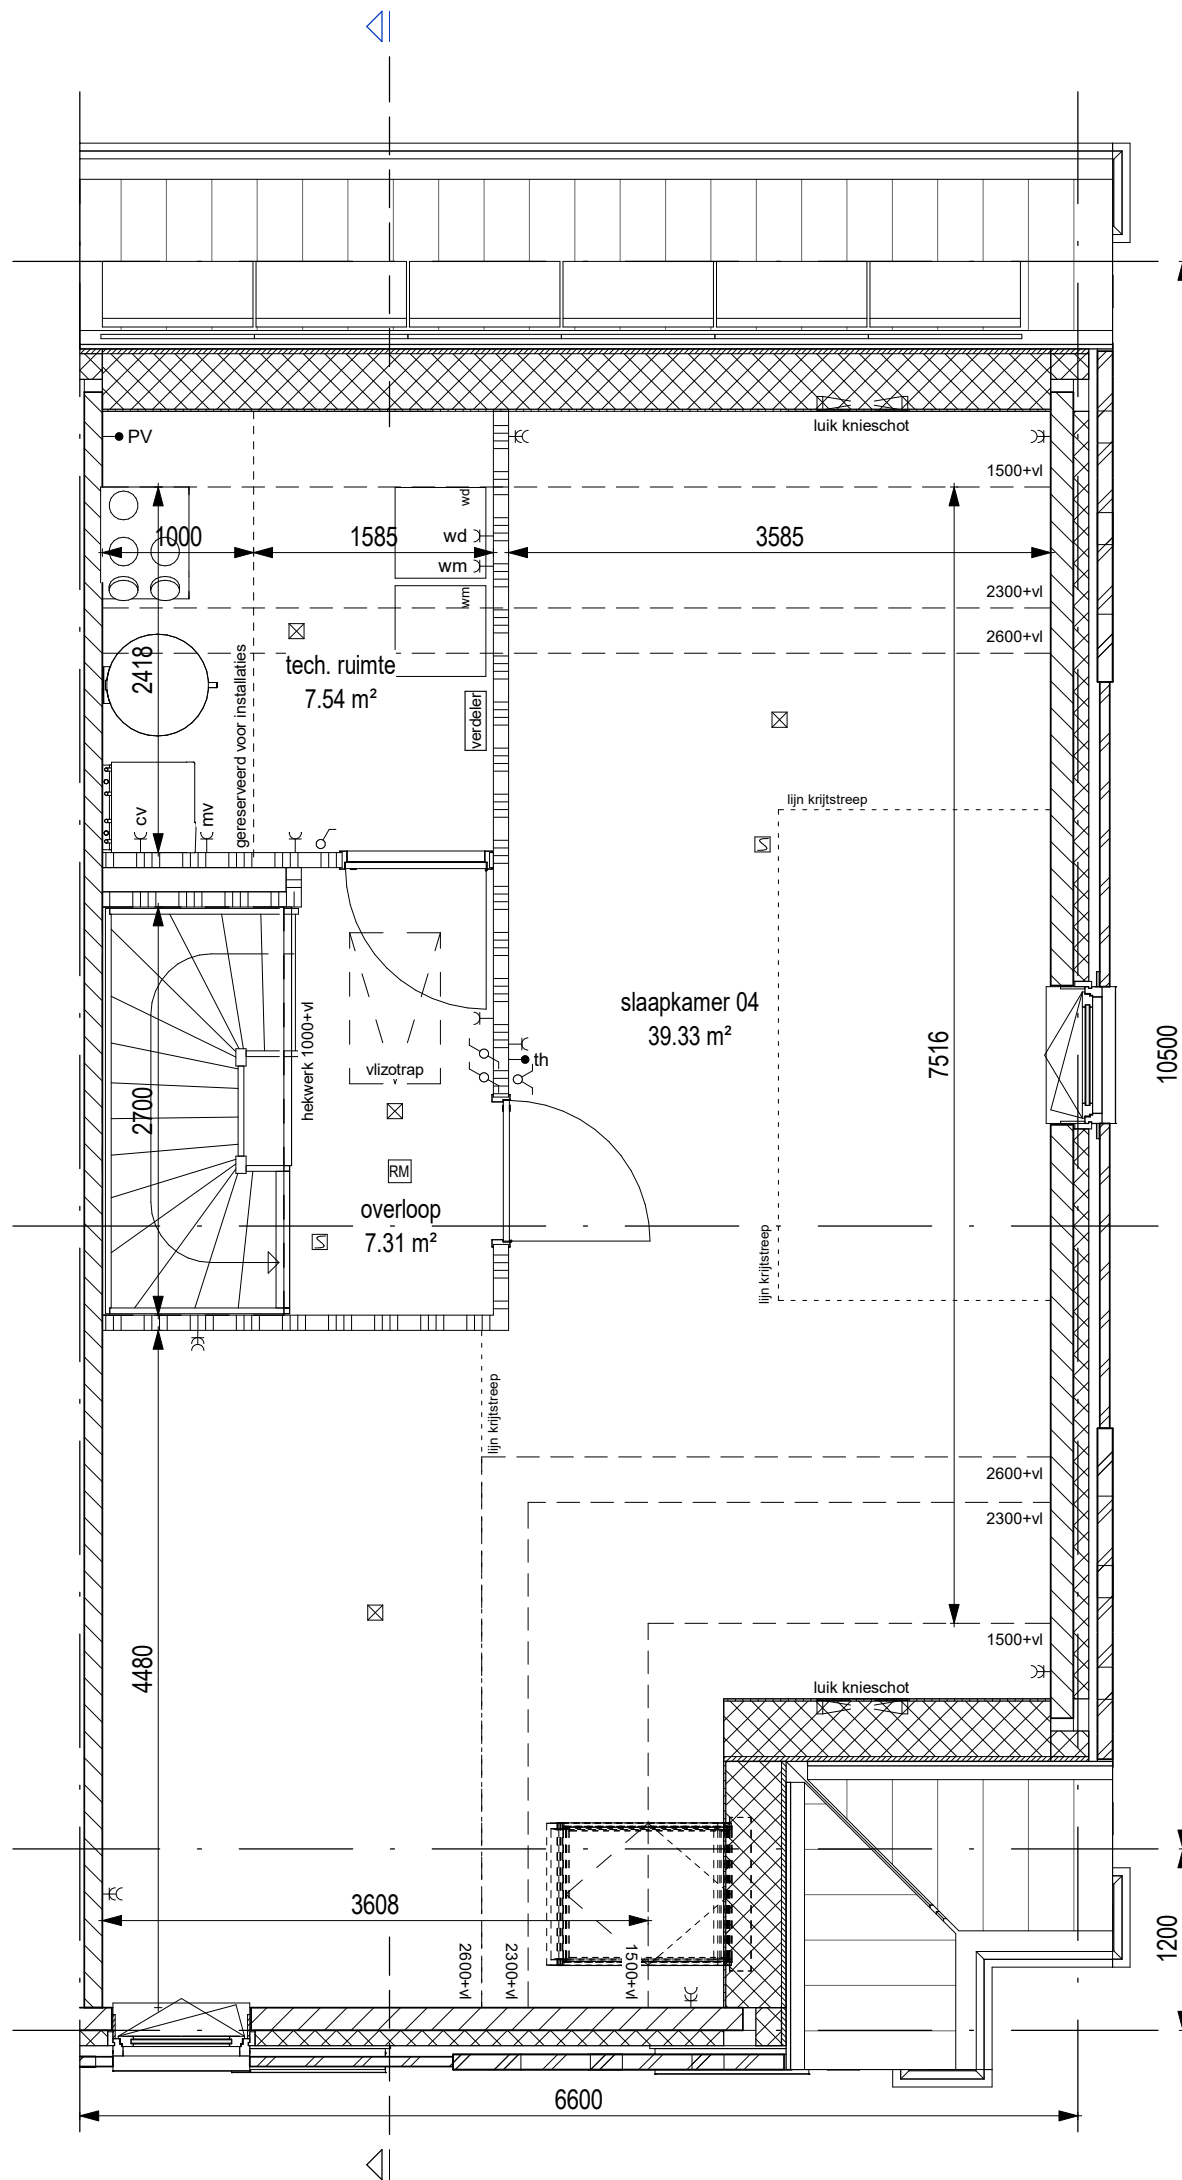 luik knieschot
PV
1500+vl
wd
1000
1585
wd
3585
wm
wm
2300+vl
2600+vl
2418
gereserveerd voor installaties
tech. ruimte
7.54 m²
verdeler
lijn krijtstreep
cv
mv
slaapkamer 04
39.33 m²
hekwerk 1000+vl
vlizotrap
th
7516
10500
2700
RM
overloop
7.31 m²
lijn krijtstreep
lijn krijtstreep
2600+vl
2300+vl
4480
1500+vl
luik knieschot
3608
1200
2600+vl
2300+vl
1500+vl
6600